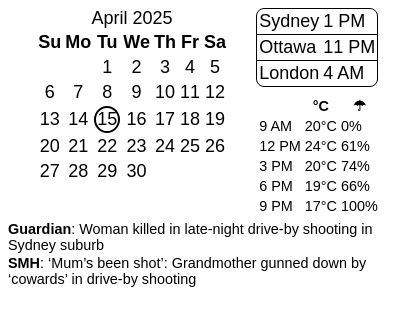 April 2025
Su Mo Tu We Th Fr Sa
1 2 3 4 5
6 7 8 9 10 11 12
13 14 15 16 17 18 19
20 21 22 23 24 25 26
27 28 29 30
Sydney 1 PM
Ottawa 11 PM
London 4 AM
°C ☂
9 AM 20°C 0%
12 PM 24°C 61%
3 PM 20°C 74%
6 PM 19°C 66%
9 PM 17°C 100%
Guardian: Woman killed in late-night drive-by shooting in
Sydney suburb
SMH: ‘Mum’s been shot’: Grandmother gunned down by
‘cowards’ in drive-by shooting